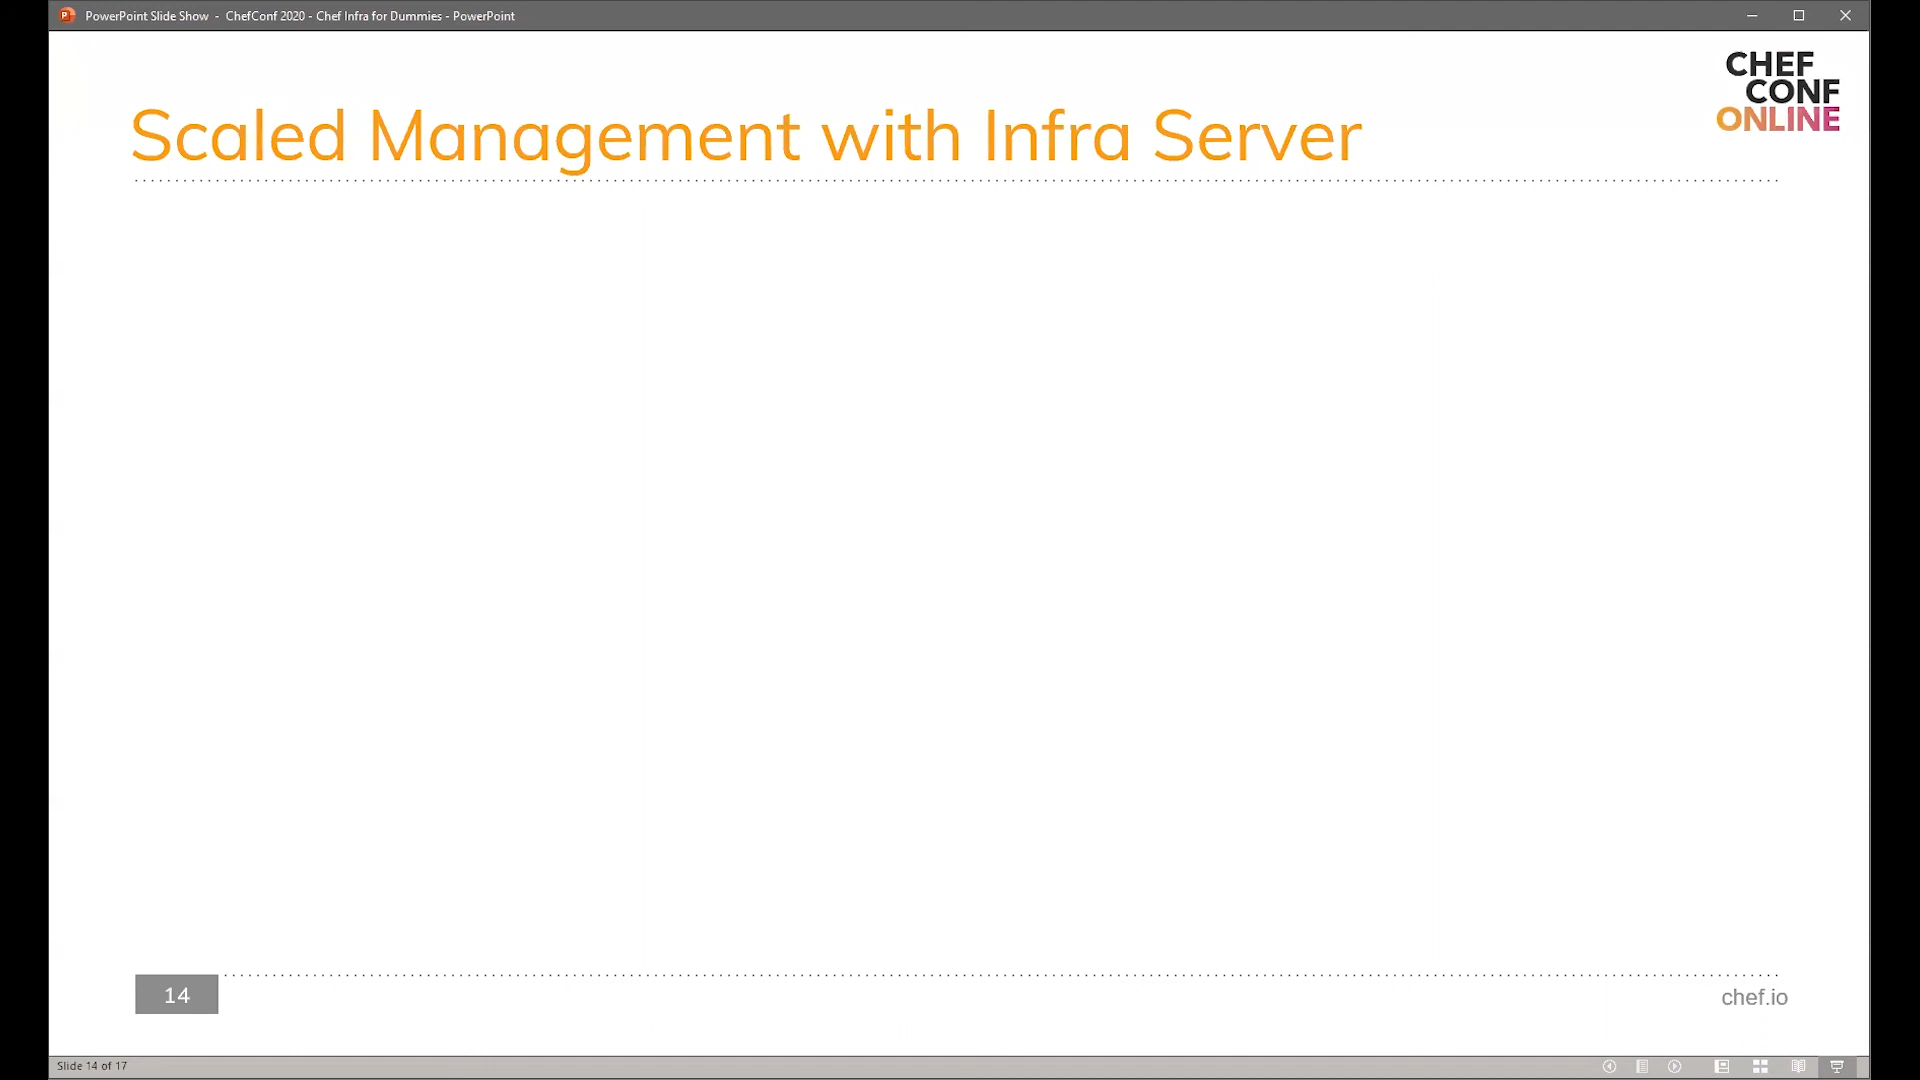 PowerPoint Slide Show - ChefConf 2020 - Chef Infra for Dummies - PowerPoint
CHEF
CONF
ONLINE
Scaled Management with Infra Server
14
chef.io
Slide 14 of 17